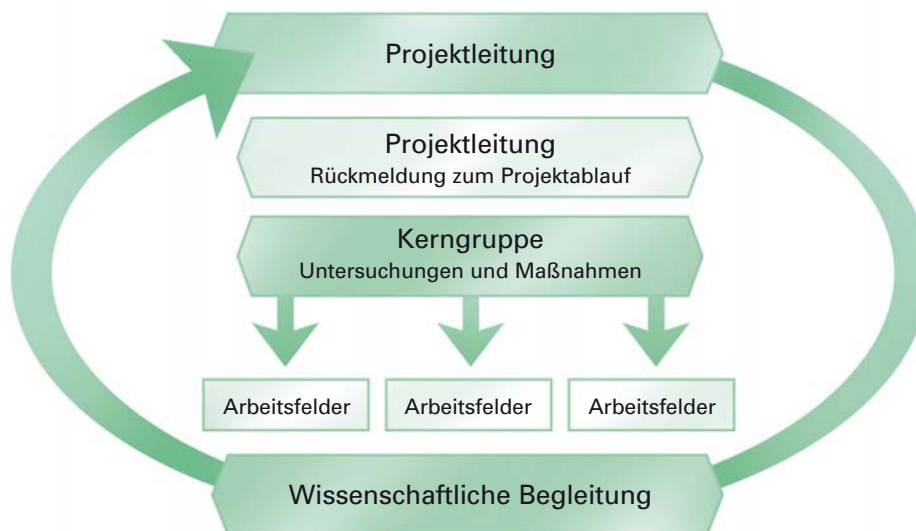 Projektleitung
Projektleitung
Rückmeldung zum Projektablauf
Kerngruppe
Untersuchungen und Maßnahmen
Arbeitsfelder
Arbeitsfelder
Arbeitsfelder
Wissenschaftliche Begleitung